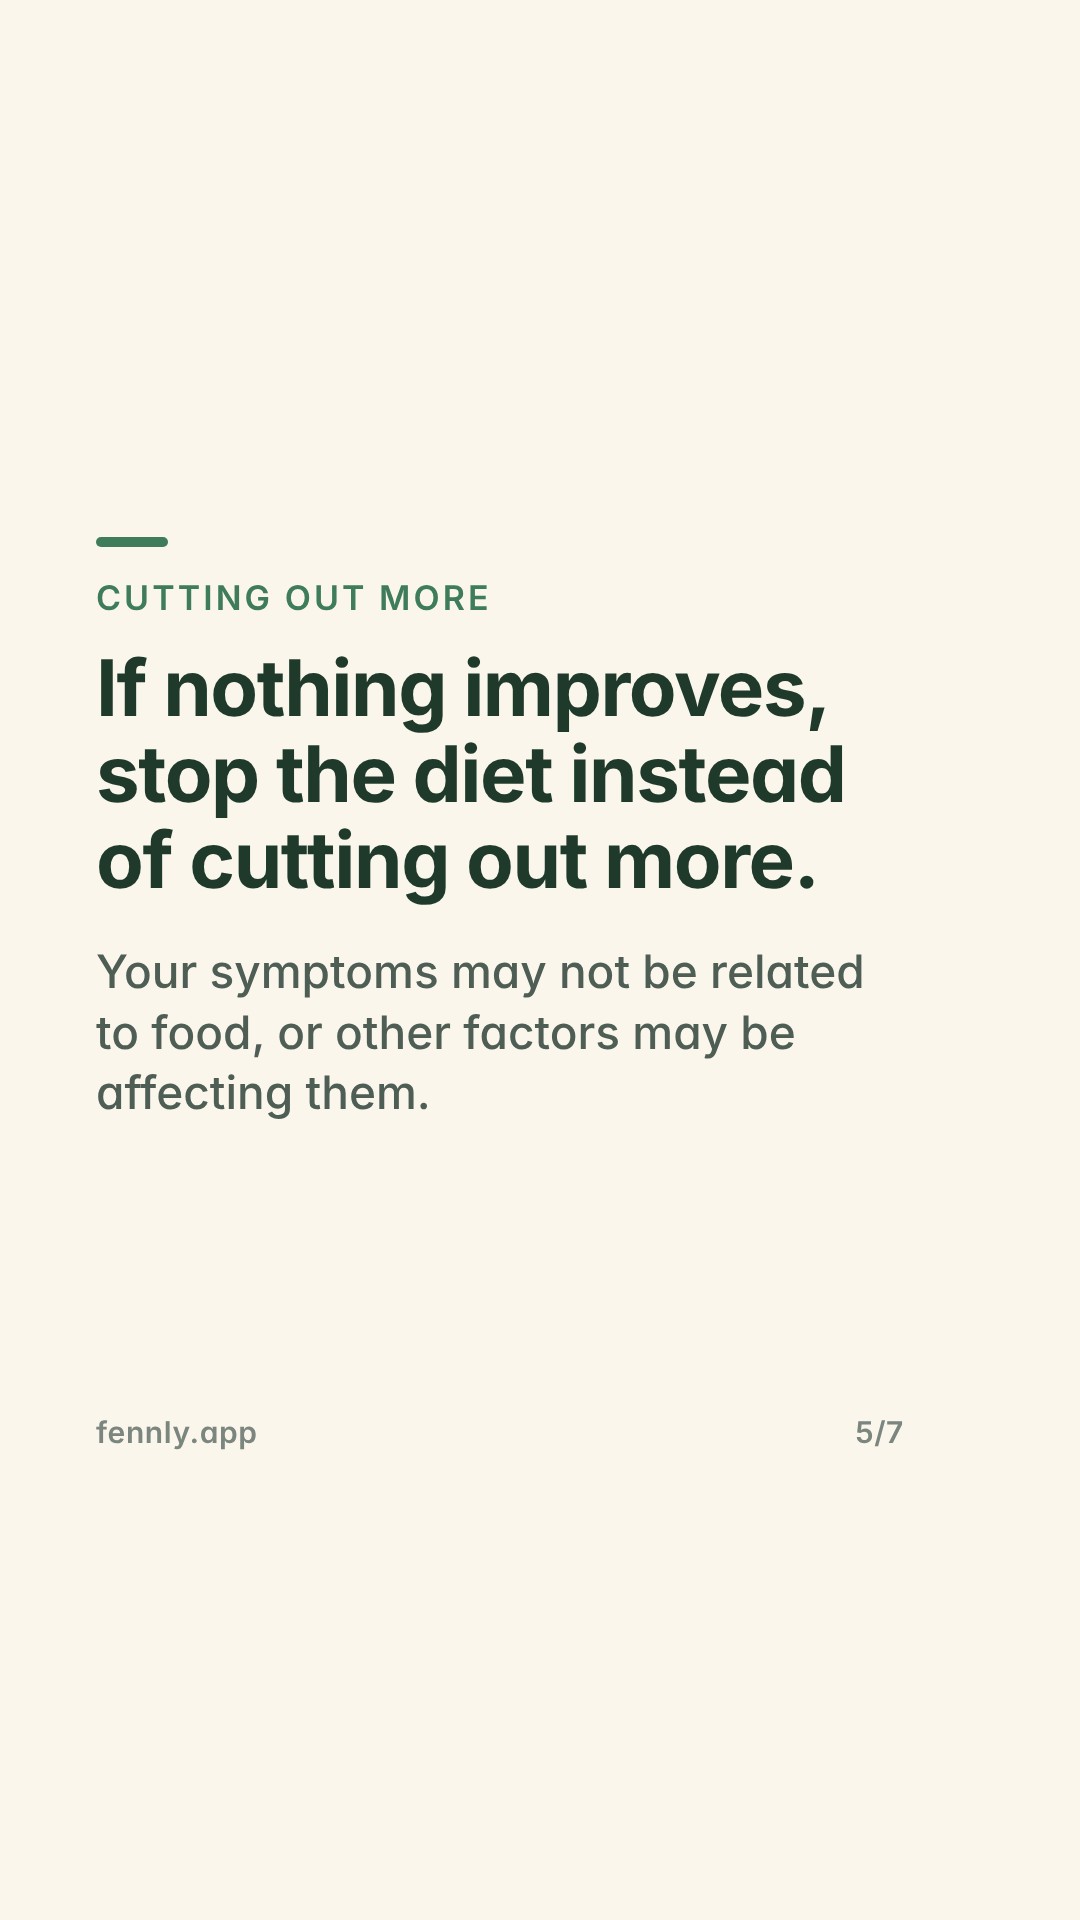 CUTTING OUT MORE
If nothing improves,
stop the diet instead
of cutting out more.
Your symptoms may not be related
to food, or other factors may be
affecting them.
fennly.app
5/7